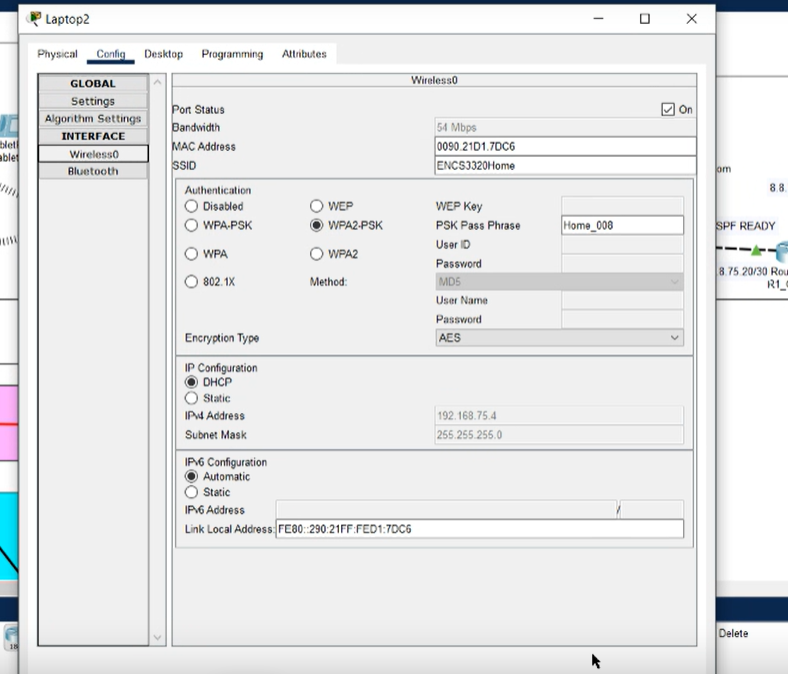 Laptop2
Physical Config Desktop Programming Attributes
GLOBAL
Settings
Algorithm Settings
INTERFACE
Wireless0
Bluetooth
Wireless0
Port Status On
Bandwidth 54 Mbps
MAC Address 0090.21D1.7DC6
SSID ENCS3320Home
Authentication
Disabled WEP WEP Key
WPA-PSK WPA2-PSK PSK Pass Phrase Home_008
User ID
WPA WPA2 Password
802.1X Method: MD5
User Name
Password
Encryption Type AES
IP Configuration
DHCP
Static
IPv4 Address 192.168.75.4
Subnet Mask 255.255.255.0
IPv6 Configuration
Automatic
Static
IPv6 Address /
Link Local Address: FE80::290:21FF:FED1:7DC6
om
8.8.
SPF READY
.8.75.20/30 Rou
R1_
Delete